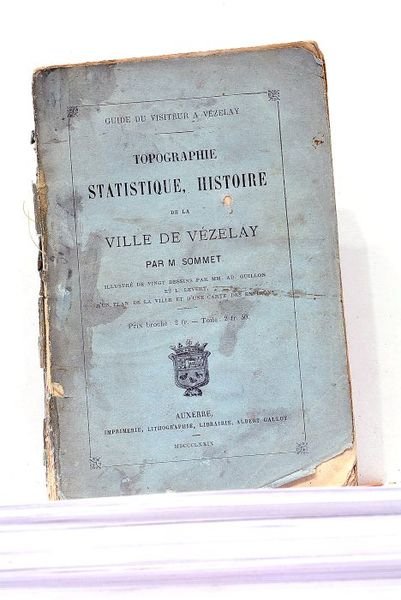 GUIDE DU VISITEUR A VÉZELAY
TOPOGRAPHIE
STATISTIQUE, HISTOIRE
DE LA
VILLE DE VÉZELAY
PAR M. SOMMET
ILLUSTRÉ DE VINGT DESSINS PAR MM. AD. GUILLON
ET L. LEVERT,
D'UN PLAN DE LA VILLE ET D'UNE CARTE DES ENVIRONS
Prix broché : 2 fr. — Toile : 2 fr. 50.
AUXERRE,
IMPRIMERIE, LITHOGRAPHIE, LIBRAIRIE, ALBERT GALLOT
MDCCCLXXIX